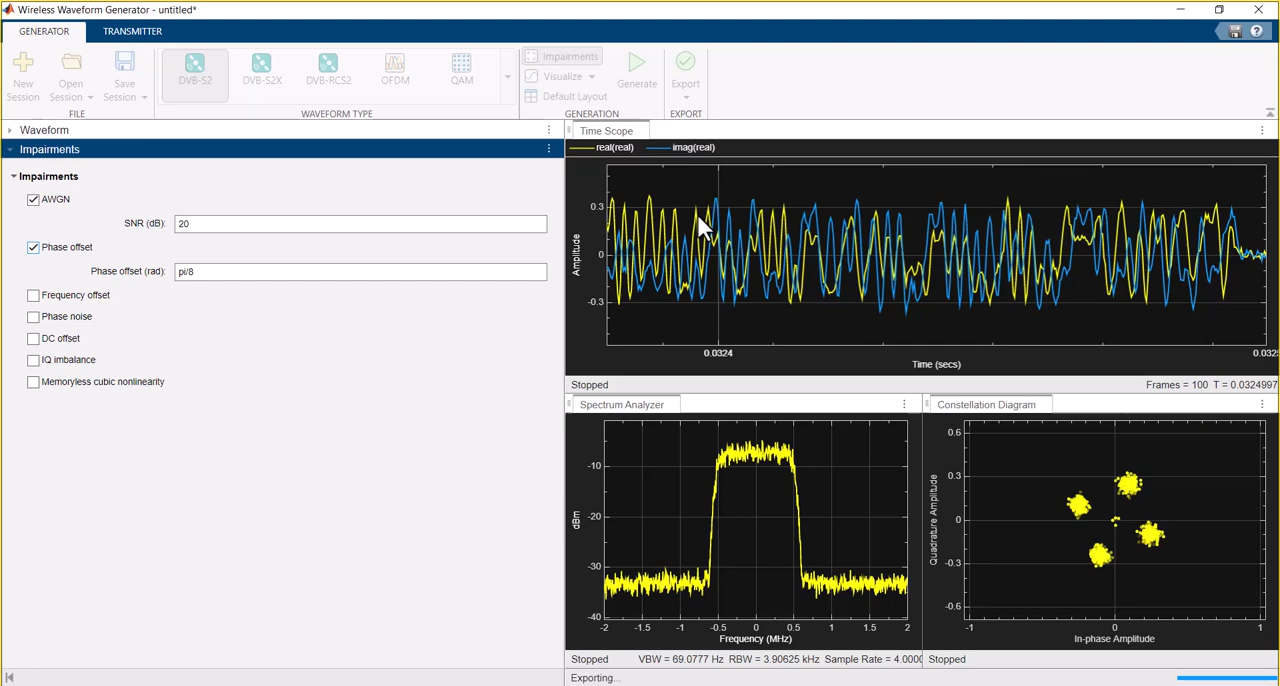 Wireless Waveform Generator - untitled*
GENERATOR
TRANSMITTER
New Session
Open Session
Save Session
FILE
DVB-S2
DVB-S2X
DVB-RCS2
OFDM
QAM
WAVEFORM TYPE
Impairments
Visualize
Default Layout
Generate
GENERATION
Export
EXPORT
Waveform
Impairments
Impairments
AWGN
SNR (dB): 20
Phase offset
Phase offset (rad): pi/8
Frequency offset
Phase noise
DC offset
IQ imbalance
Memoryless cubic nonlinearity
Time Scope
real(real) imag(real)
Amplitude
0.3
0
-0.3
0.0324 0.0325
Time (secs)
Stopped Frames = 100 T = 0.0324997
Spectrum Analyzer
dBm
-10
-20
-30
-40
-2 -1.5 -1 -0.5 0 0.5 1 1.5 2
Frequency (MHz)
Stopped VBW = 69.0777 Hz RBW = 3.90625 kHz Sample Rate = 4.0000
Constellation Diagram
Quadrature Amplitude
0.6
0.3
0
-0.3
-0.6
-1 0 1
In-phase Amplitude
Stopped
Exporting...